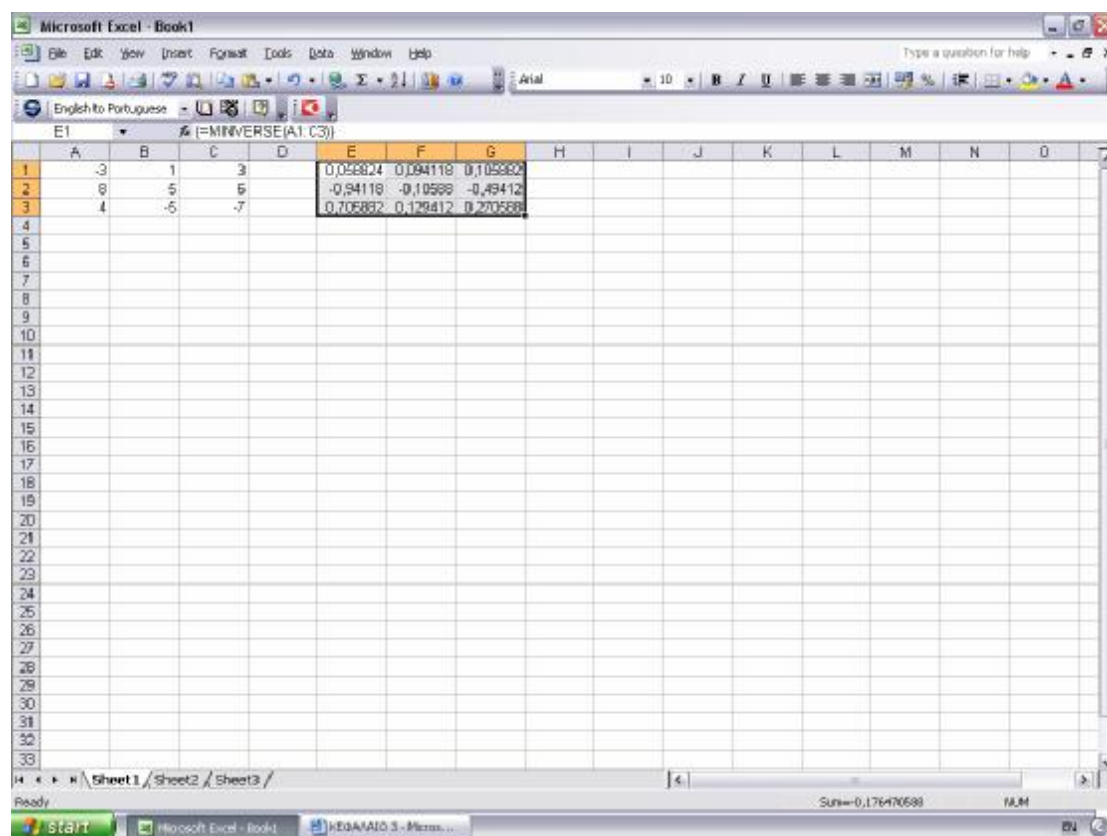 Microsoft Excel - Book1
File Edit View Insert Format Tools Data Window Help Type a question for help
Arial 10 B I U %
English to Portuguese
E1 fx {=MINVERSE(A1:C3)}
A B C D E F G H I J K L M N O
1 -3 1 3 0,058824 0,094118 0,105882
2 8 5 6 -0,94118 -0,10588 -0,49412
3 4 -5 -7 0,705882 0,129412 0,270588
4
5
6
7
8
9
10
11
12
13
14
15
16
17
18
19
20
21
22
23
24
25
26
27
28
29
30
31
32
33
Sheet1 Sheet2 Sheet3
Ready Sum=-0,176470588 NUM
start Microsoft Excel - Book1 ΚΕΦΑΛΑΙΟ 3 - Micros... EN